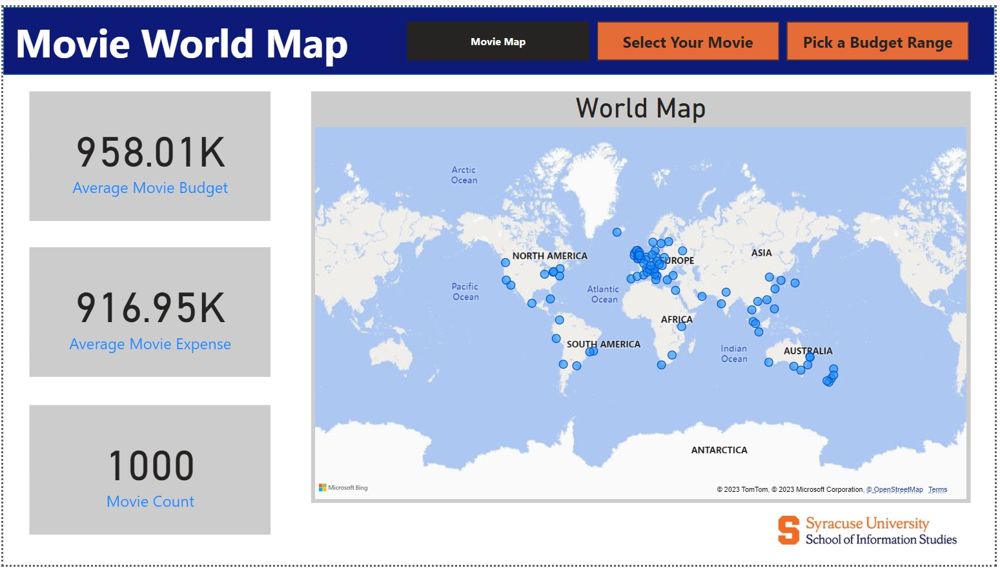 Movie World Map
Movie Map
Select Your Movie
Pick a Budget Range
958.01K
Average Movie Budget
916.95K
Average Movie Expense
1000
Movie Count
World Map
Arctic
Ocean
NORTH AMERICA
EUROPE
ASIA
Pacific
Ocean
Atlantic
Ocean
AFRICA
SOUTH AMERICA
Indian
Ocean
AUSTRALIA
ANTARCTICA
Microsoft Bing
© 2023 TomTom, © 2023 Microsoft Corporation, © OpenStreetMap Terms
S
Syracuse University
School of Information Studies